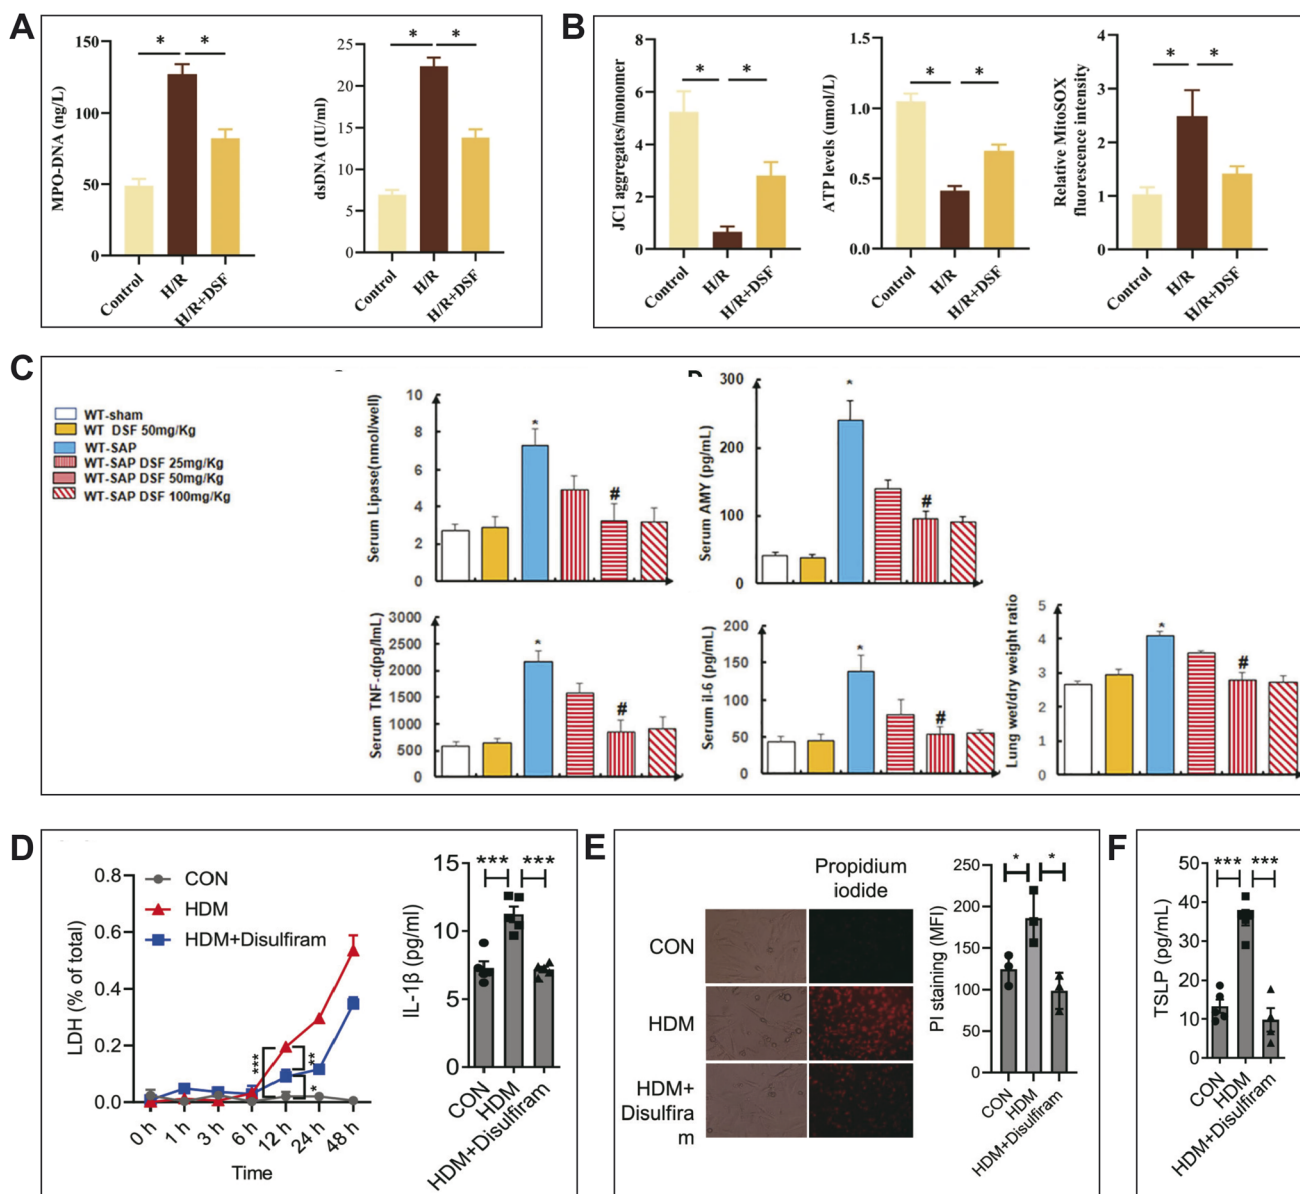 A
MPO-DNA (ng/L)
150
100
50
0
*
*
Control
H/R
H/R+DSF
dsDNA (IU/ml)
25
20
15
10
5
0
*
*
Control
H/R
H/R+DSF
B
JC1 aggregates/monomer
8
6
4
2
0
*
*
Control
H/R
H/R+DSF
ATP levels (umol/L)
1.5
1.0
0.5
0.0
*
*
Control
H/R
H/R+DSF
Relative MitoSOX
fluorescence intensity
4
3
2
1
0
*
*
Control
H/R
H/R+DSF
C
WT-sham
WT DSF 50mg/Kg
WT-SAP
WT-SAP DSF 25mg/Kg
WT-SAP DSF 50mg/Kg
WT-SAP DSF 100mg/Kg
Serum Lipase(nmol/well)
10
8
6
4
2
0
*
#
Serum AMY (pg/mL)
300
200
100
0
*
#
Serum TNF-α(pg/lmL)
3000
2500
2000
1500
1000
500
0
*
#
Serum il-6 (pg/mL)
200
150
100
50
0
*
#
Lung wet/dry weight ratio
5
4
3
2
1
0
*
#
D
LDH (% of total)
0.8
0.6
0.4
0.2
0.0
CON
HDM
HDM+Disulfiram
***
**
*
0 h
1 h
3 h
6 h
12 h
24 h
48 h
Time
IL-1β (pg/ml)
15
10
5
0
***
***
CON
HDM
HDM+Disulfiram
E
Propidium
iodide
CON
HDM
HDM+
Disulfira
m
PI staining (MFI)
250
200
150
100
50
0
*
*
CON
HDM
HDM+Disulfiram
F
TSLP (pg/mL)
50
40
30
20
10
0
***
***
CON
HDM
HDM+Disulfiram